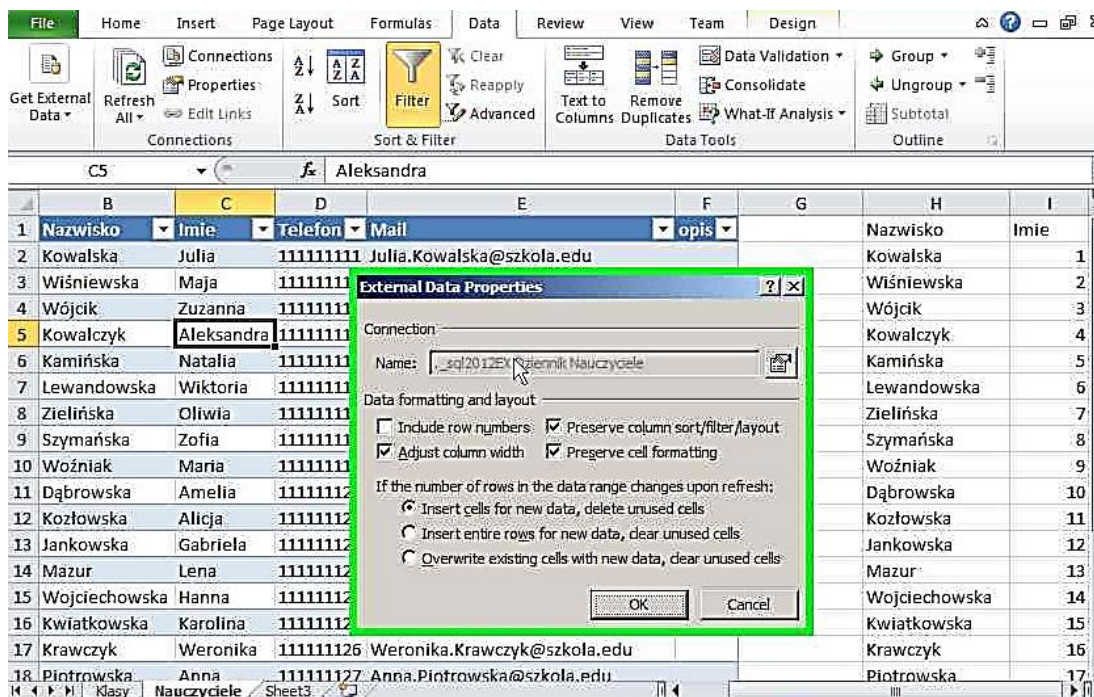 File Home Insert Page Layout Formulas Data Review View Team Design
Get External Data
Refresh All
Connections
Properties
Edit Links
Connections
Sort
Filter
Clear
Reapply
Advanced
Sort & Filter
Text to Columns
Remove Duplicates
Data Validation
Consolidate
What-If Analysis
Data Tools
Group
Ungroup
Subtotal
Outline
C5 fx Aleksandra
B C D E F G H I
1 Nazwisko Imie Telefon Mail opis Nazwisko Imie
2 Kowalska Julia 111111111 Julia.Kowalska@szkola.edu Kowalska 1
3 Wiśniewska Maja Wiśniewska 2
4 Wójcik Zuzanna Wójcik 3
5 Kowalczyk Aleksandra Kowalczyk 4
6 Kamińska Natalia Kamińska 5
7 Lewandowska Wiktoria Lewandowska 6
8 Zielińska Oliwia Zielińska 7
9 Szymańska Zofia Szymańska 8
10 Woźniak Maria Woźniak 9
11 Dąbrowska Amelia Dąbrowska 10
12 Kozłowska Alicja Kozłowska 11
13 Jankowska Gabriela Jankowska 12
14 Mazur Lena Mazur 13
15 Wojciechowska Hanna Wojciechowska 14
16 Kwiatkowska Karolina Kwiatkowska 15
17 Krawczyk Weronika 111111126 Weronika.Krawczyk@szkola.edu Krawczyk 16
18 Piotrowska Anna 111111127 Anna.Piotrowska@szkola.edu Piotrowska 17
External Data Properties
Connection
Name: Nauczyciele
Data formatting and layout
Include row numbers Preserve column sort/filter/layout
Adjust column width Preserve cell formatting
If the number of rows in the data range changes upon refresh:
Insert cells for new data, delete unused cells
Insert entire rows for new data, clear unused cells
Overwrite existing cells with new data, clear unused cells
OK Cancel
Klasy Nauczyciele Sheet3